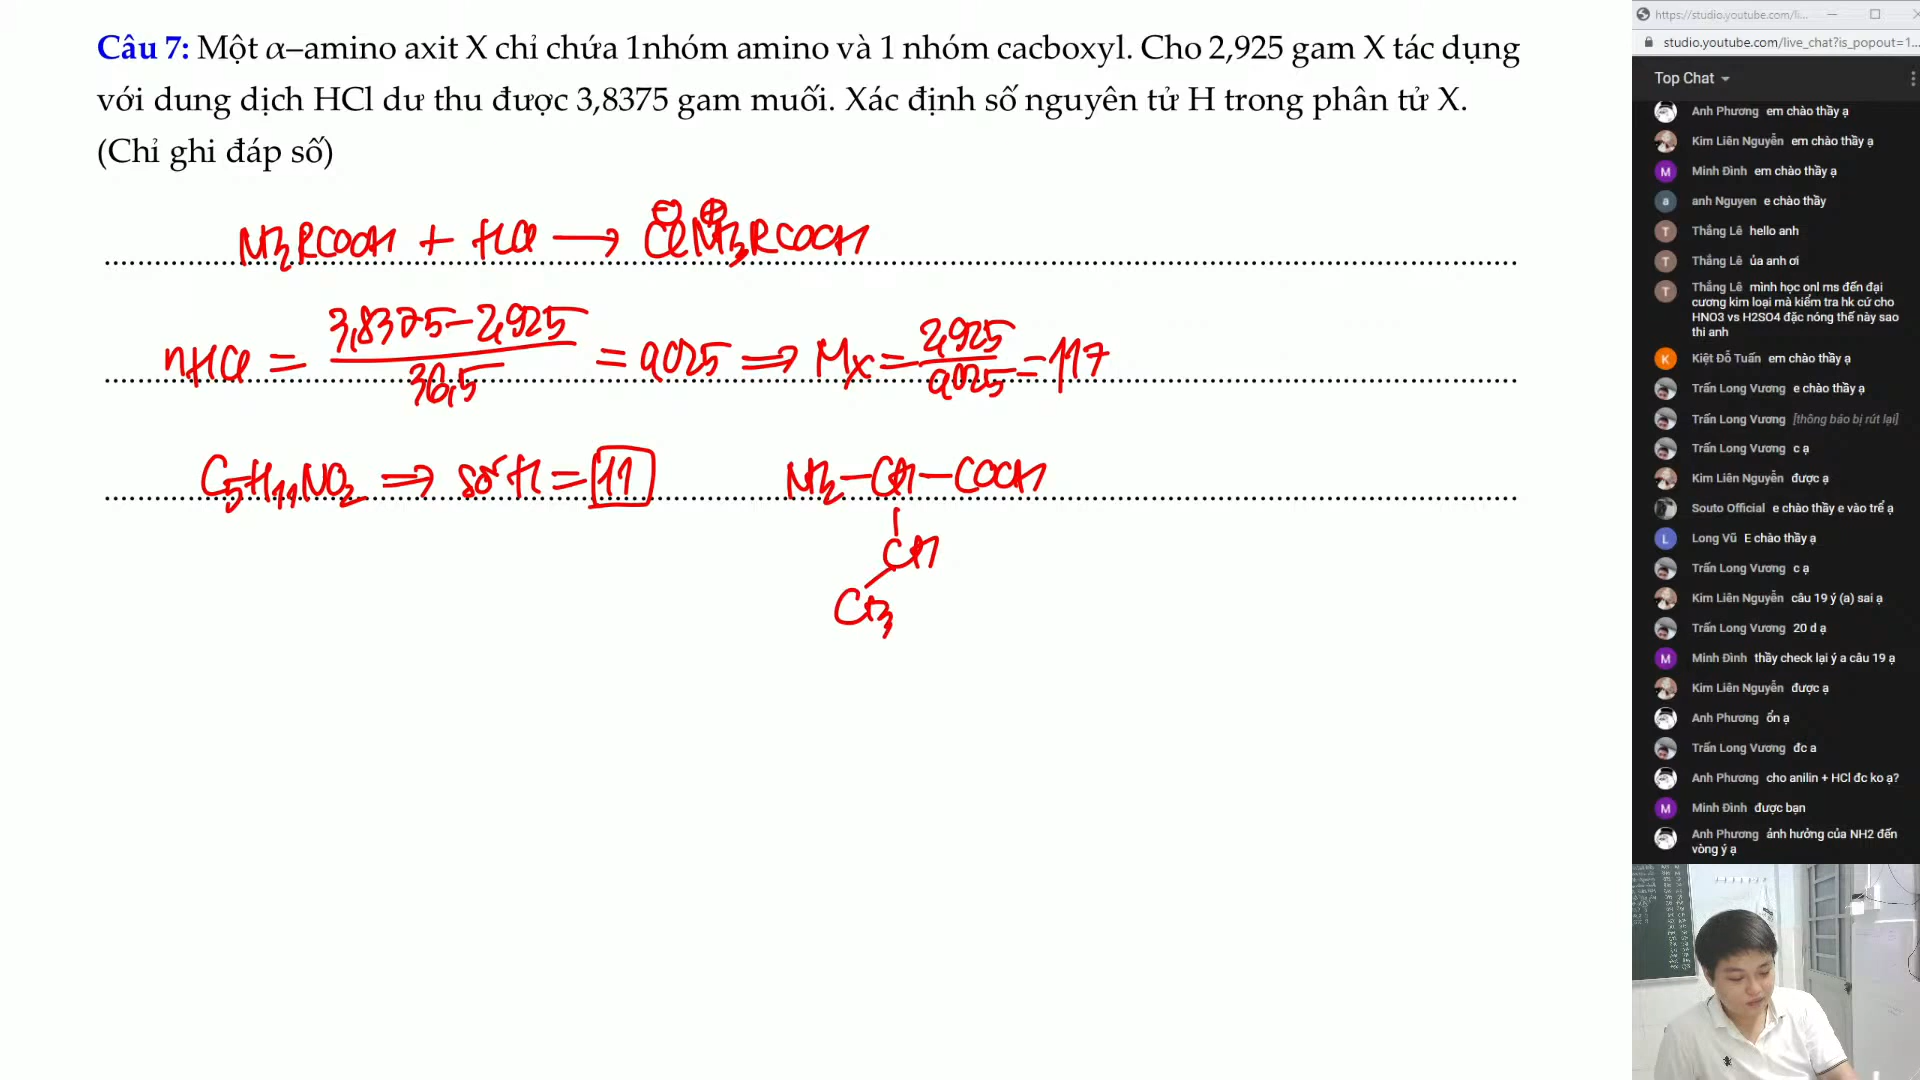 Câu 7: Một α–amino axit X chỉ chứa 1nhóm amino và 1 nhóm cacboxyl. Cho 2,925 gam X tác dụng
với dung dịch HCl dư thu được 3,8375 gam muối. Xác định số nguyên tử H trong phân tử X.
(Chỉ ghi đáp số)
NH2RCOOH + HCl → ClNH3RCOOH
nHCl = 3,8375-2,925 / 36,5 = 0,025 ⇒ Mx = 2,925 / 0,025 = 117
C5H11NO2 ⇒ số H = 11
NH2-CH-COOH
CH
CH3
https://studio.youtube.com/li...
studio.youtube.com/live_chat?is_popout=1...
Top Chat
Anh Phương em chào thầy ạ
Kim Liên Nguyễn em chào thầy ạ
Minh Đình em chào thầy ạ
anh Nguyen e chào thầy
Thắng Lê hello anh
Thắng Lê ủa anh ơi
Thắng Lê mình học onl ms đến đại
cương kim loại mà kiểm tra hk cứ cho
HNO3 vs H2SO4 đặc nóng thế này sao
thi anh
Kiệt Đỗ Tuấn em chào thầy ạ
Trần Long Vương e chào thầy ạ
Trần Long Vương [thông báo bị rút lại]
Trần Long Vương c ạ
Kim Liên Nguyễn được ạ
Souto Official e chào thầy e vào trể ạ
Long Vũ E chào thầy ạ
Trần Long Vương c ạ
Kim Liên Nguyễn câu 19 ý (a) sai ạ
Trần Long Vương 20 d ạ
Minh Đình thầy check lại ý a câu 19 ạ
Kim Liên Nguyễn được ạ
Anh Phương ổn ạ
Trần Long Vương đc a
Anh Phương cho anilin + HCl đc ko ạ?
Minh Đình được bạn
Anh Phương ảnh hưởng của NH2 đến
vòng ý ạ